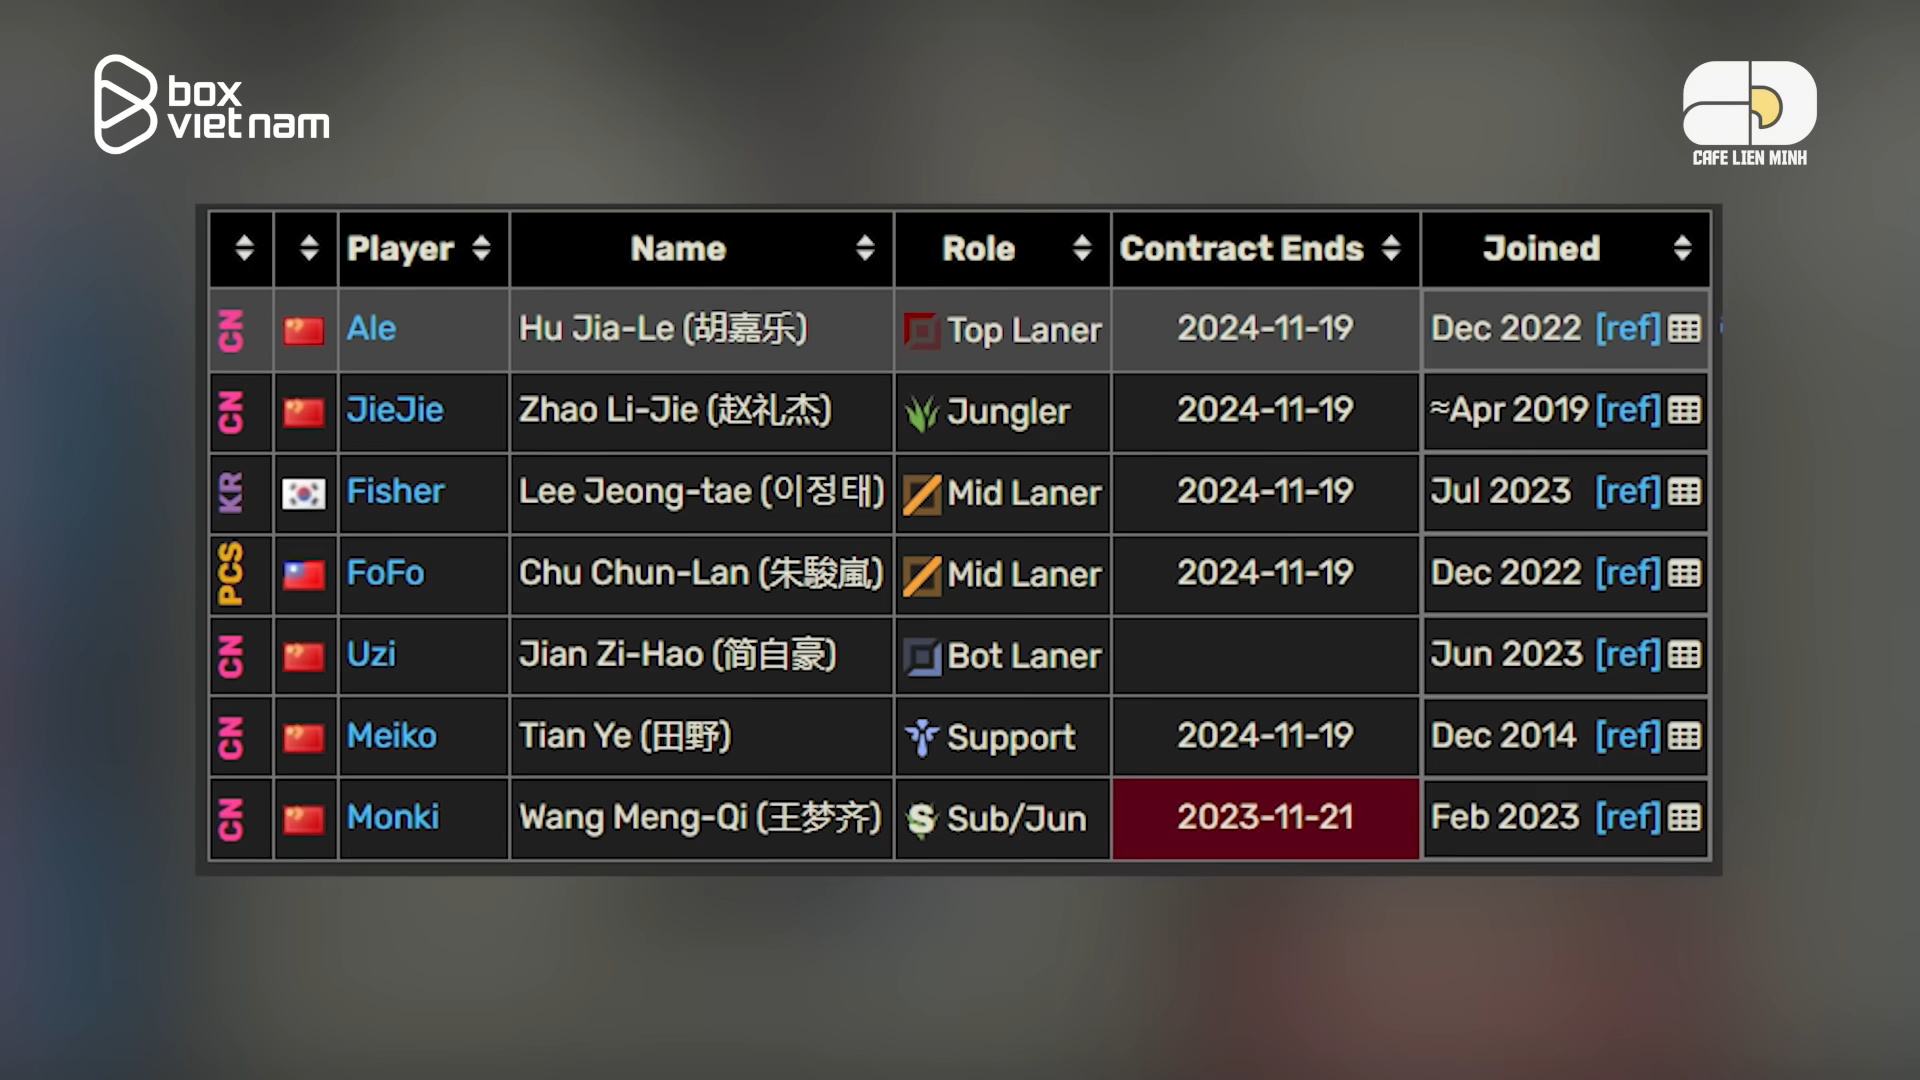 box
vietnam
CAFE LIEN MINH
Player Name Role Contract Ends Joined
CN Ale Hu Jia-Le (胡嘉乐) Top Laner 2024-11-19 Dec 2022 [ref]
CN JieJie Zhao Li-Jie (赵礼杰) Jungler 2024-11-19 ≈Apr 2019 [ref]
KR Fisher Lee Jeong-tae (이정태) Mid Laner 2024-11-19 Jul 2023 [ref]
PCS FoFo Chu Chun-Lan (朱駿嵐) Mid Laner 2024-11-19 Dec 2022 [ref]
CN Uzi Jian Zi-Hao (简自豪) Bot Laner Jun 2023 [ref]
CN Meiko Tian Ye (田野) Support 2024-11-19 Dec 2014 [ref]
CN Monki Wang Meng-Qi (王梦齐) S Sub/Jun 2023-11-21 Feb 2023 [ref]